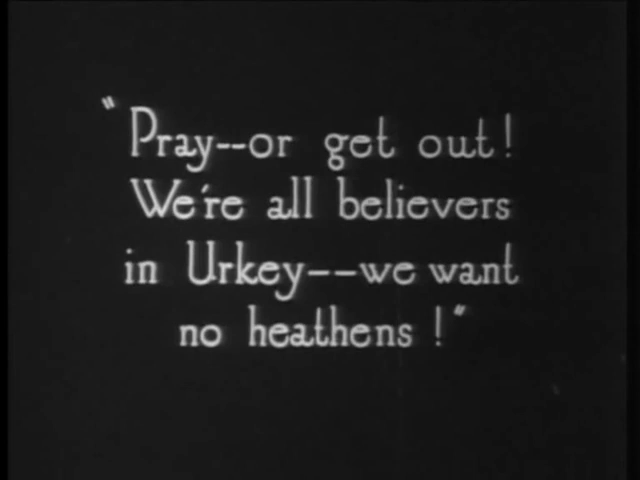 "Pray--or get out!
We're all believers
in Urkey--we want
no heathens!"